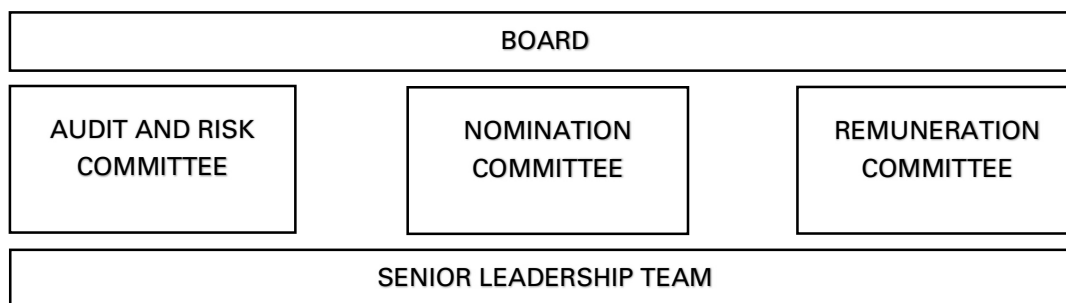 BOARD
AUDIT AND RISK
COMMITTEE
NOMINATION
COMMITTEE
REMUNERATION
COMMITTEE
SENIOR LEADERSHIP TEAM